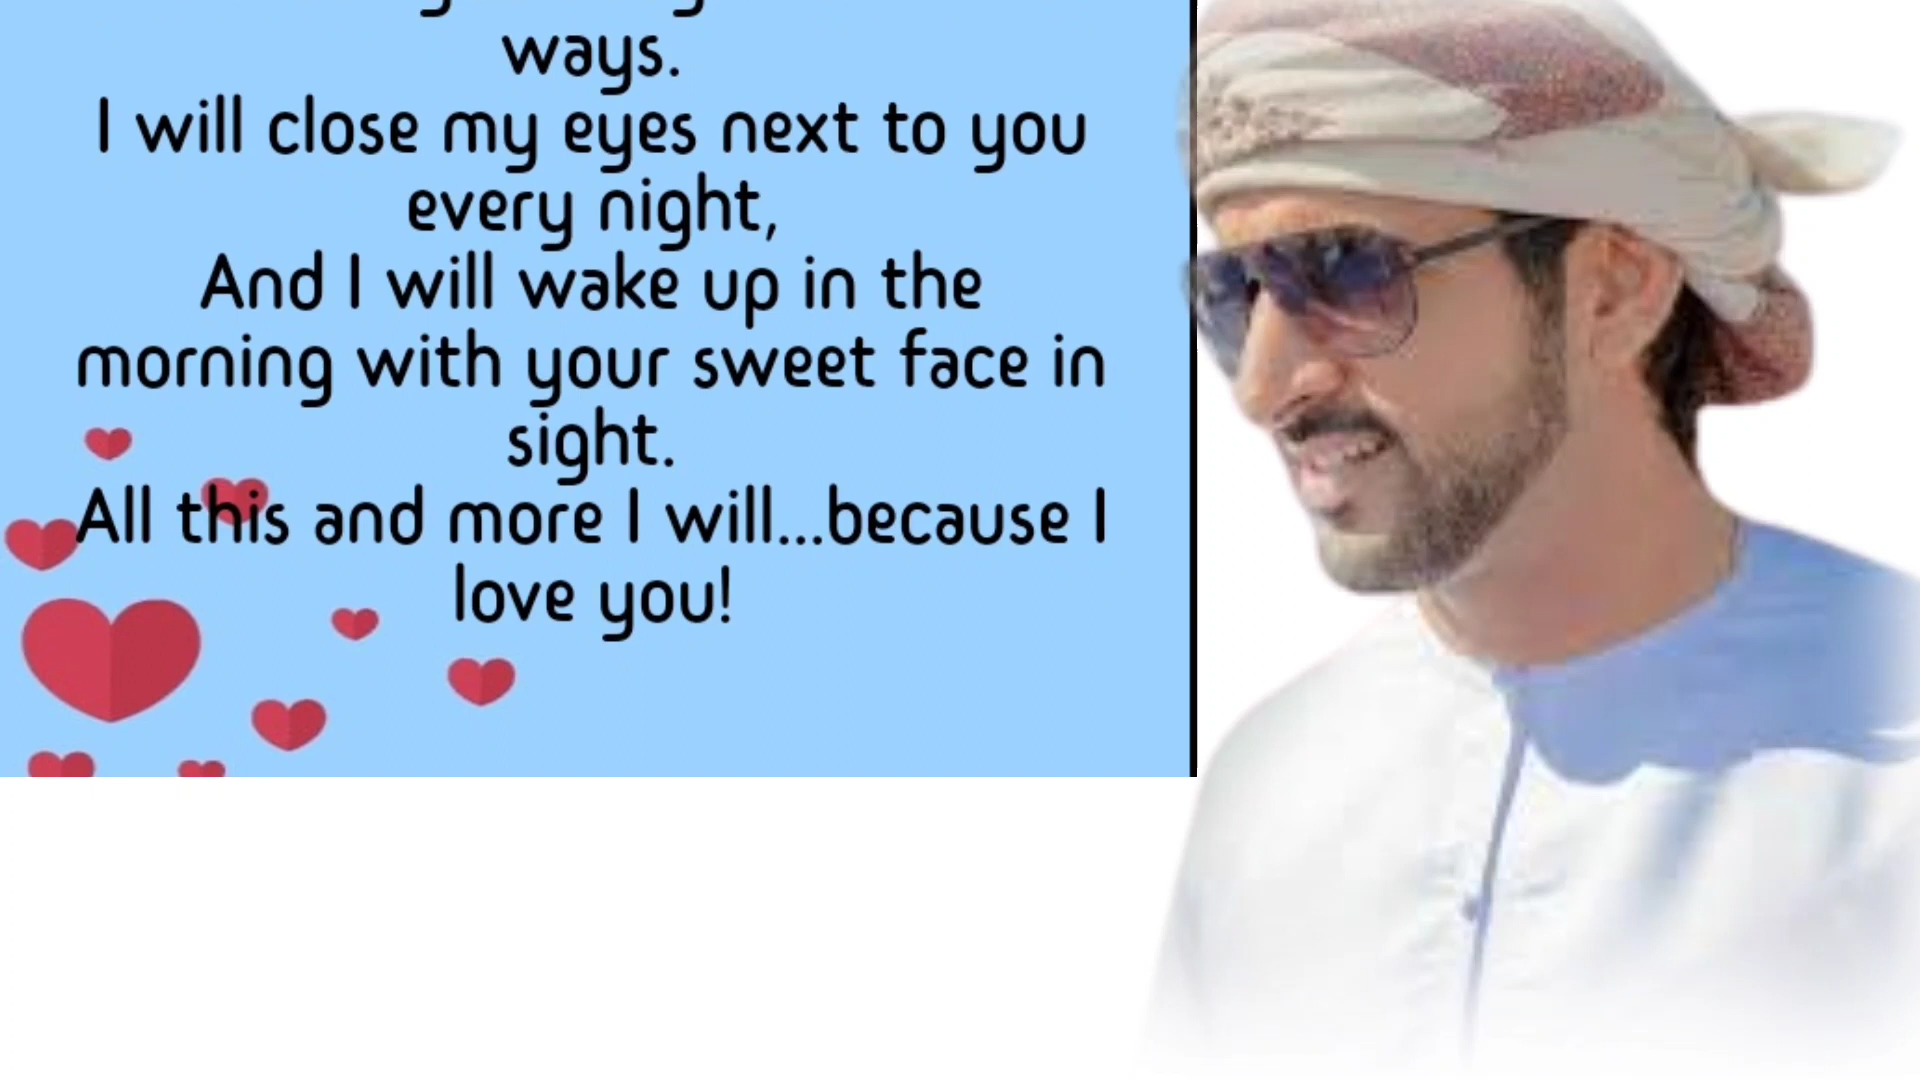 ways.
I will close my eyes next to you
every night,
And I will wake up in the
morning with your sweet face in
sight.
All this and more I will...because I
love you!